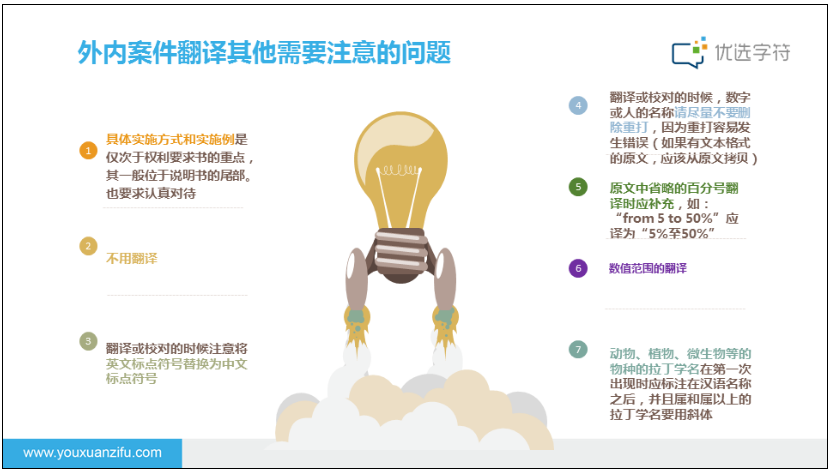 外内案件翻译其他需要注意的问题
优选字符
1
具体实施方式和实施例是
仅次于权利要求书的重点，
其一般位于说明书的尾部。
也要求认真对待
2
不用翻译
3
翻译或校对的时候注意将
英文标点符号替换为中文
标点符号
4
翻译或校对的时候，数字
或人的名称请尽量不要删
除重打，因为重打容易发
生错误（如果有文本格式
的原文，应该从原文拷贝）
5
原文中省略的百分号翻
译时应补充，如：
“from 5 to 50%”应
译为“5%至50%”
6
数值范围的翻译
7
动物、植物、微生物等的
物种的拉丁学名在第一次
出现时应标注在汉语名称
之后，并且属和属以上的
拉丁学名要用斜体
www.youxuanzifu.com